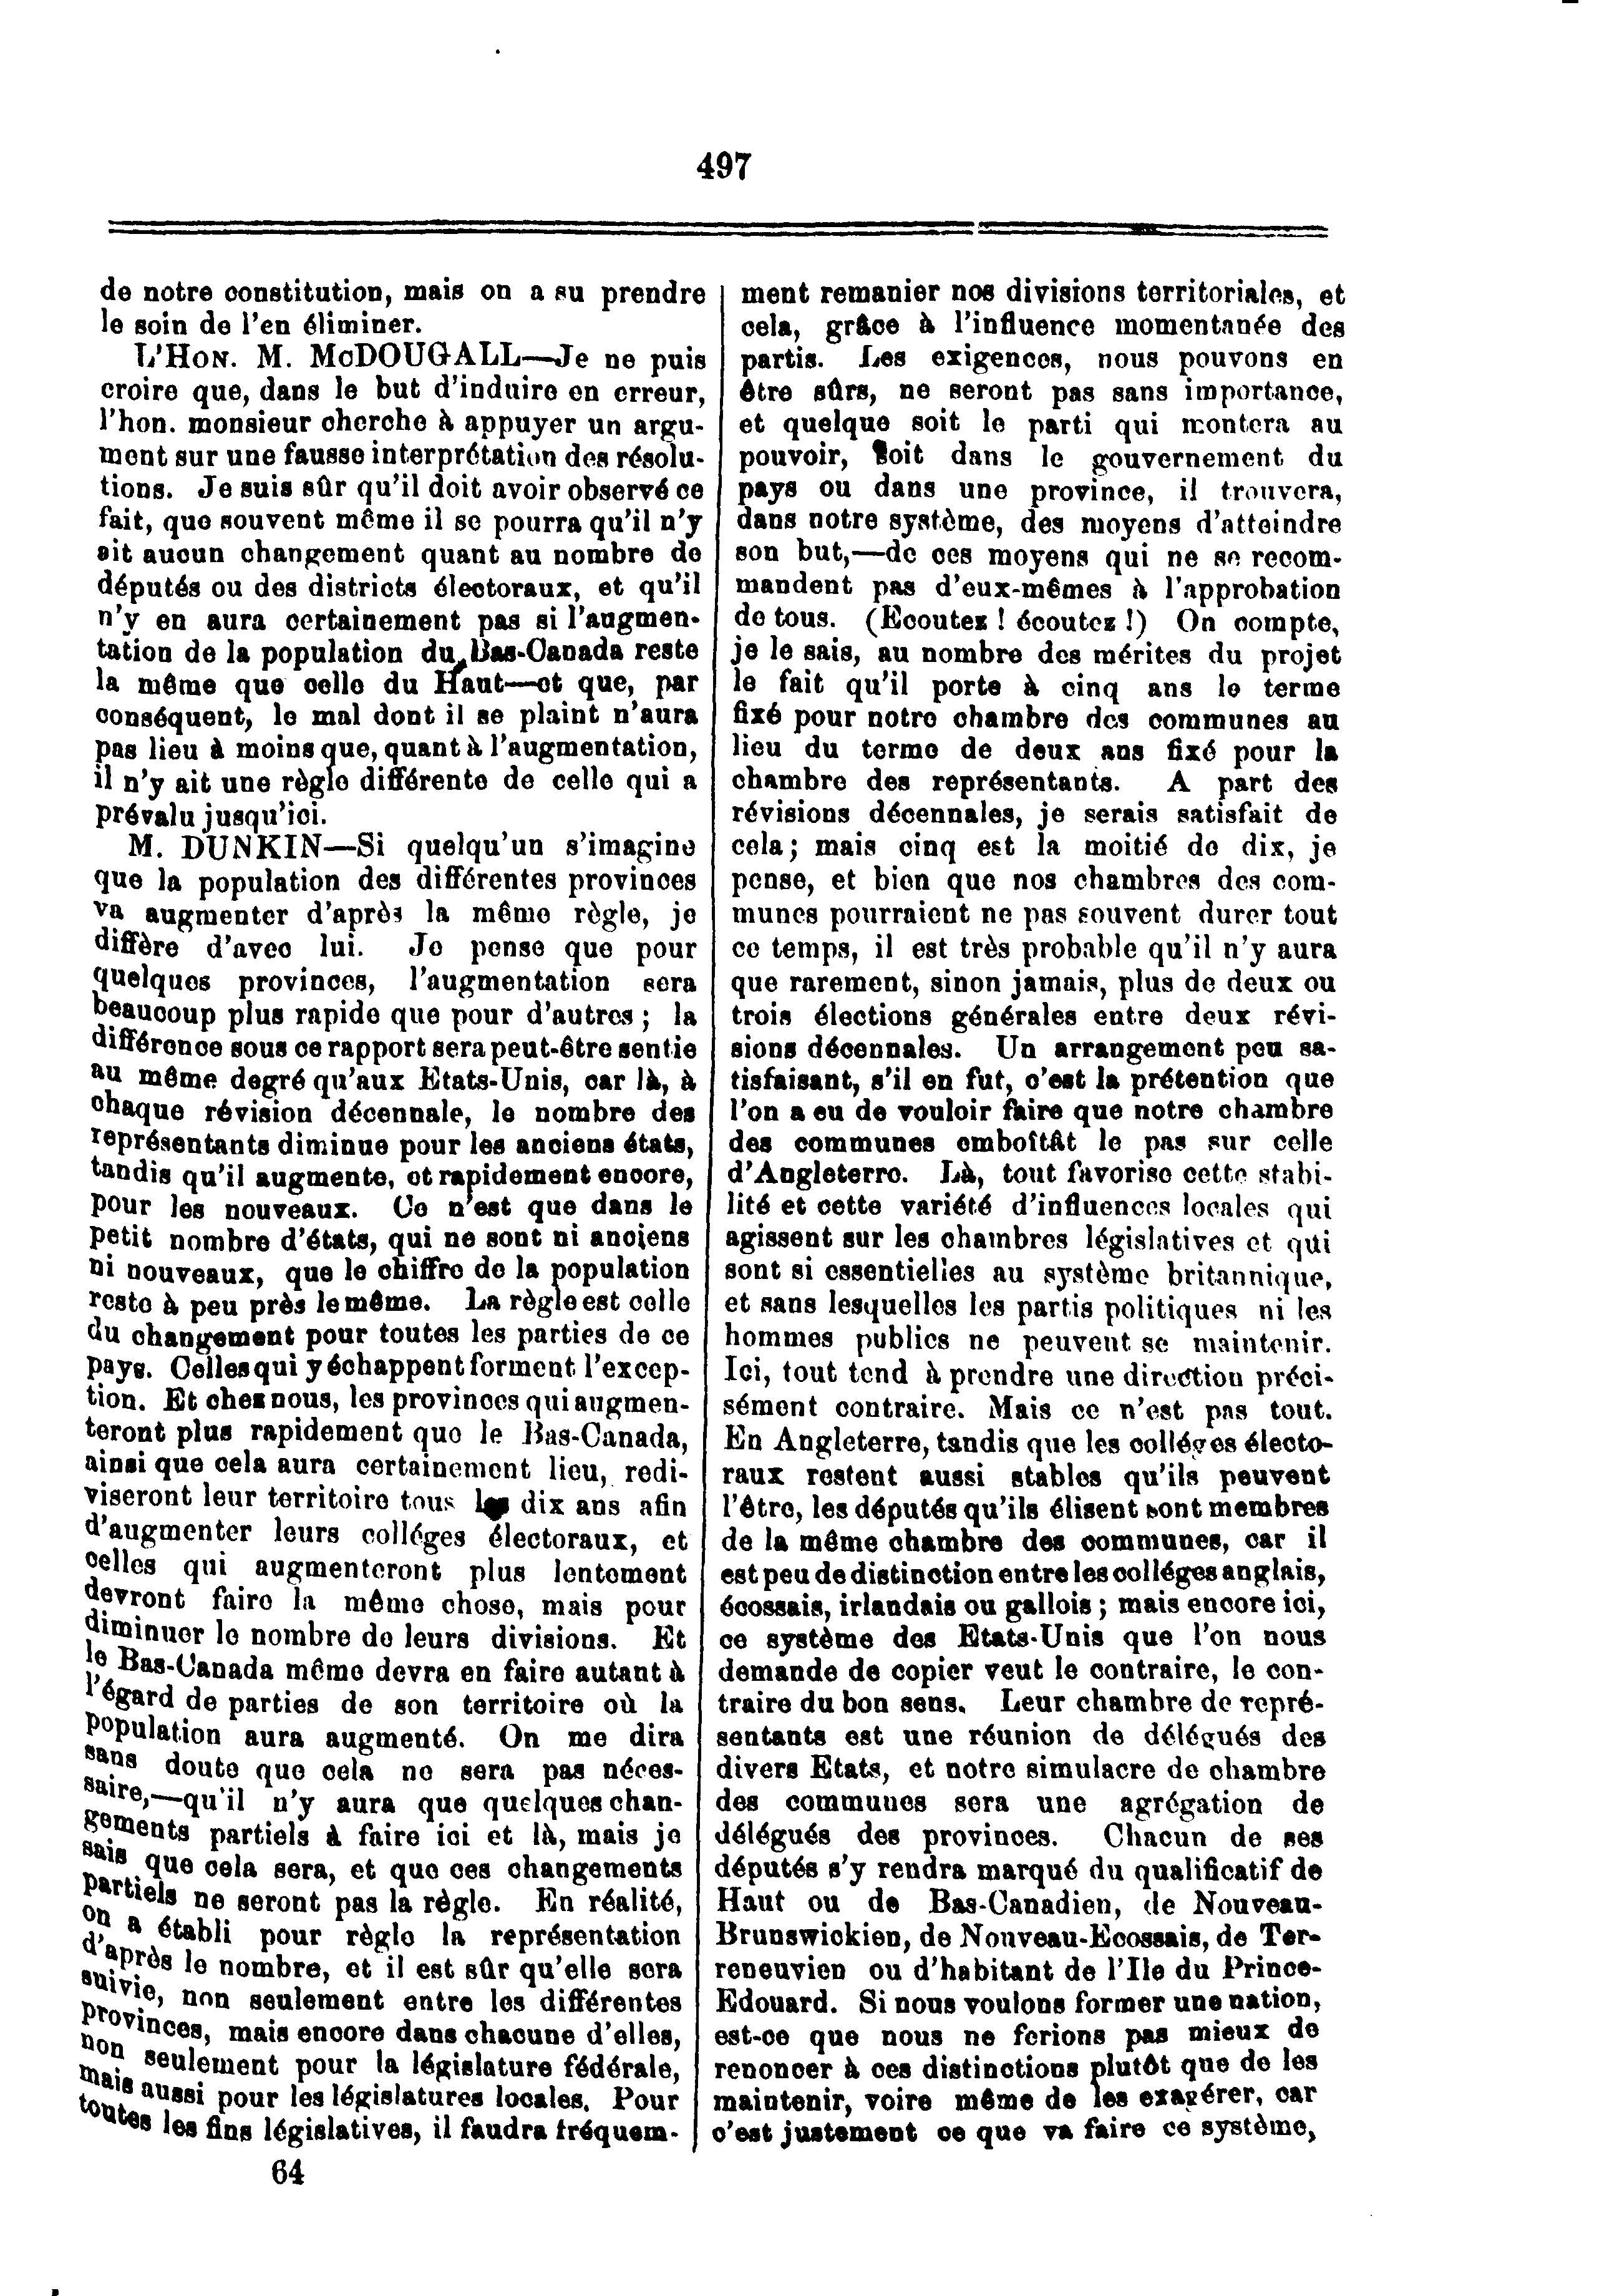 497
de notre constitution, mais on a su prendre
le soin de l'en éliminer.
L'HON. M. McDOUGALL—Je ne puis
croire que, dans le but d'induire en erreur,
l'hon. monsieur cherche à appuyer un argu-
ment sur une fausse interprétation des résolu-
tions. Je suis sûr qu'il doit avoir observé ce
fait, que souvent même il se pourra qu'il n'y
ait aucun changement quant au nombre de
députés ou des districts électoraux, et qu'il
n'y en aura certainement pas si l'augmen-
tation de la population du Bas-Canada reste
la même que celle du Haut—et que, par
conséquent, le mal dont il se plaint n'aura
pas lieu à moins que, quant à l'augmentation,
il n'y ait une règle différente de celle qui a
prévalu jusqu'ici.
M. DUNKIN—Si quelqu'un s'imagine
que la population des différentes provinces
va augmenter d'après la même règle, je
diffère d'avec lui. Je pense que pour
quelques provinces, l'augmentation sera
beaucoup plus rapide que pour d'autres ; la
différence sous ce rapport sera peut-être sentie
au même degré qu'aux Etats-Unis, car là, à
chaque révision décennale, le nombre des
représentants diminue pour les anciens états,
tandis qu'il augmente, et rapidement encore,
pour les nouveaux. Ce n'est que dans le
petit nombre d'états, qui ne sont ni anciens
ni nouveaux, que le chiffre de la population
reste à peu près le même. La règle est celle
du changement pour toutes les parties de ce
pays. Celles qui y échappent forment l'excep-
tion. Et chez nous, les provinces qui augmen-
teront plus rapidement que le Bas-Canada,
ainsi que cela aura certainement lieu, redi-
viseront leur territoire tous les dix ans afin
d'augmenter leurs colléges électoraux, et
celles qui augmenteront plus lentement
devront faire la même chose, mais pour
diminuer le nombre de leurs divisions. Et
le Bas-Canada même devra en faire autant à
l'égard de parties de son territoire où la
population aura augmenté. On me dira
sans doute que cela ne sera pas néces-
saire,—qu'il n'y aura que quelques chan-
gements partiels à faire ici et là, mais je
sais que cela sera, et que ces changements
partiels ne seront pas la règle. En réalité,
on a établi pour règle la représentation
d'après le nombre, et il est sûr qu'elle sera
suivie, non seulement entre les différentes
provinces, mais encore dans chacune d'elles,
non seulement pour la législature fédérale,
mais aussi pour les législatures locales. Pour
toutes les fins législatives, il faudra fréquem-
64
ment remanier nos divisions territoriales, et
cela, grâce à l'influence momentanée des
partis. Les exigences, nous pouvons en
être sûrs, ne seront pas sans importance,
et quelque soit le parti qui montera au
pouvoir, soit dans le gouvernement du
pays ou dans une province, il trouvera,
dans notre système, des moyens d'atteindre
son but,—de ces moyens qui ne se recom-
mandent pas d'eux-mêmes à l'approbation
de tous. (Ecoutez ! écoutez !) On compte,
je le sais, au nombre des mérites du projet
le fait qu'il porte à cinq ans le terme
fixé pour notre chambre des communes au
lieu du terme de deux ans fixé pour la
chambre des représentants. A part des
révisions décennales, je serais satisfait de
cela ; mais cinq est la moitié de dix, je
pense, et bien que nos chambres des com-
munes pourraient ne pas souvent durer tout
ce temps, il est très probable qu'il n'y aura
que rarement, sinon jamais, plus de deux ou
trois élections générales entre deux révi-
sions décennales. Un arrangement peu sa-
tisfaisant, s'il en fut, c'est la prétention que
l'on a eu de vouloir faire que notre chambre
des communes emboîtât le pas sur celle
d'Angleterre. Là, tout favorise cette stabi-
lité et cette variété d'influences locales qui
agissent sur les chambres législatives et qui
sont si essentielles au système britannique,
et sans lesquelles les partis politiques ni les
hommes publics ne peuvent se maintenir.
Ici, tout tend à prendre une direction préci-
sément contraire. Mais ce n'est pas tout.
En Angleterre, tandis que les colléges électo-
raux restent aussi stables qu'ils peuvent
l'être, les députés qu'ils élisent sont membres
de la même chambre des communes, car il
est peu de distinction entre les colléges anglais,
écossais, irlandais ou gallois ; mais encore ici,
ce système des Etats-Unis que l'on nous
demande de copier veut le contraire, le con-
traire du bon sens. Leur chambre de repré-
sentants est une réunion de délégués des
divers Etats, et notre simulacre de chambre
des communes sera une agrégation de
délégués des provinces. Chacun de ses
députés s'y rendra marqué du qualificatif de
Haut ou de Bas-Canadien, de Nouveau-
Brunswickien, de Nouveau-Ecossais, de Ter-
reneuvien ou d'habitant de l'Ile du Prince-
Edouard. Si nous voulons former une nation,
est-ce que nous ne ferions pas mieux de
renoncer à ces distinctions plutôt que de les
maintenir, voire même de les exagérer, car
c'est justement ce que va faire ce système,